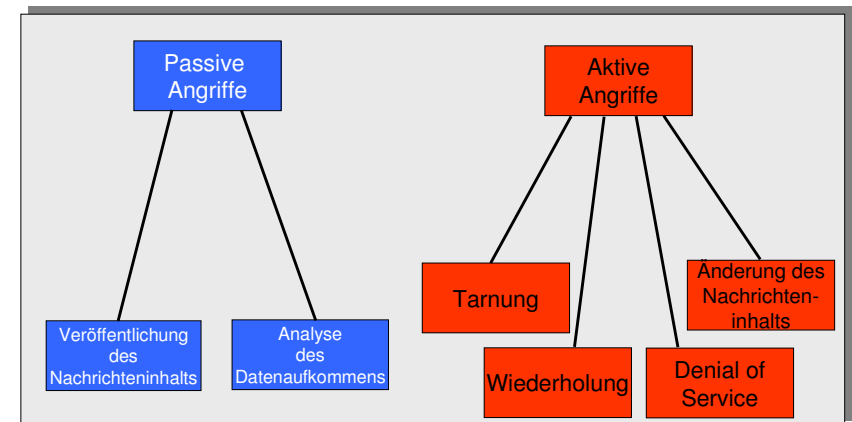 Passive
Angriffe
Aktive
Angriffe
Veröffentlichung
des
Nachrichteninhalts
Analyse
des
Datenaufkommens
Tarnung
Wiederholung
Denial of
Service
Änderung des
Nachrichten-
inhalts